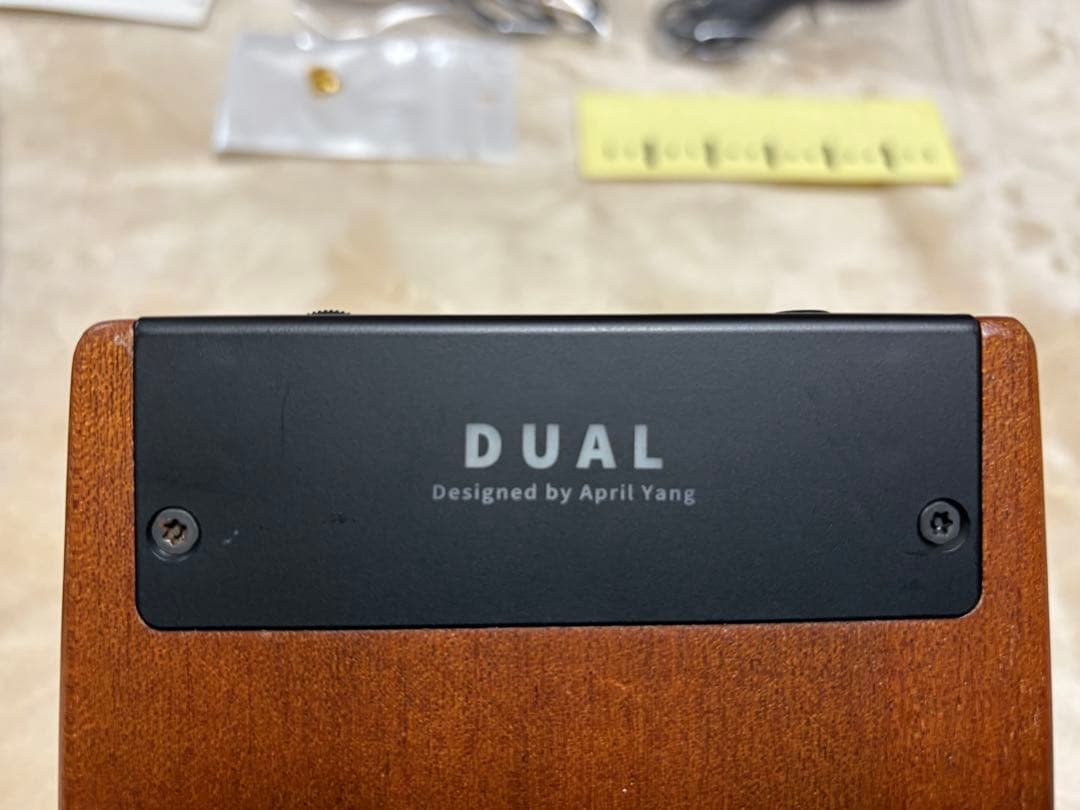 DUAL
Designed by April Yang